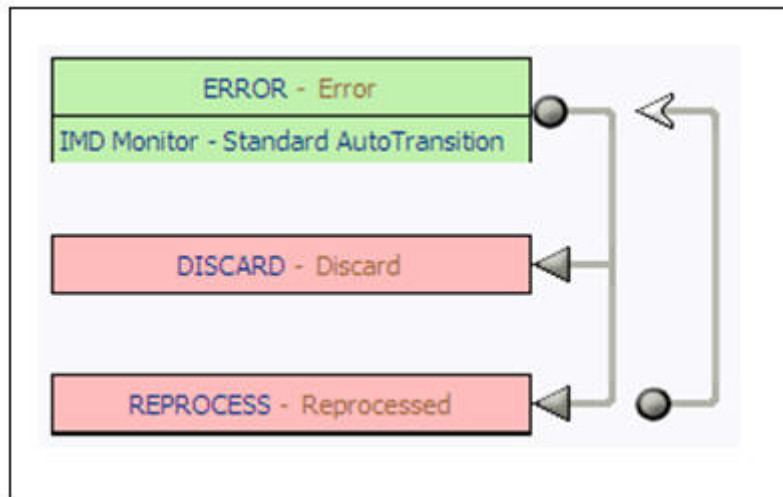 ERROR - Error
IMD Monitor - Standard AutoTransition
DISCARD - Discard
REPROCESS - Reprocessed